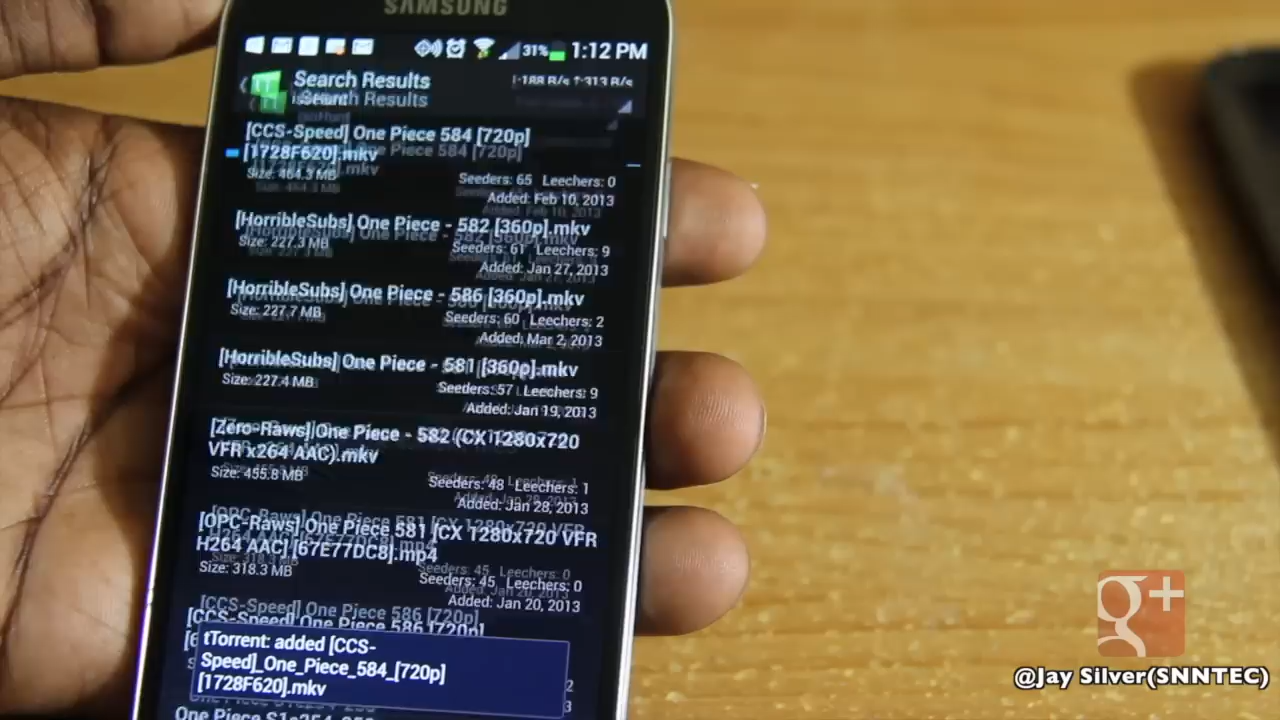 SAMSUNG
31% 1:12 PM
Search Results
isoHunt
↓:188 B/s ↑:313 B/s
[CCS-Speed] One Piece 584 [720p]
[1728F620].mkv
Size: 464.3 MB
Seeders: 65 Leechers: 0
Added: Feb 10, 2013
[HorribleSubs] One Piece - 582 [360p].mkv
Size: 227.3 MB
Seeders: 61 Leechers: 9
Added: Jan 27, 2013
[HorribleSubs] One Piece - 586 [360p].mkv
Size: 227.7 MB
Seeders: 60 Leechers: 2
Added: Mar 2, 2013
[HorribleSubs] One Piece - 581 [360p].mkv
Size: 227.4 MB
Seeders: 57 Leechers: 9
Added: Jan 19, 2013
[Zero-Raws] One Piece - 582 (CX 1280x720
VFR x264 AAC).mkv
Size: 455.8 MB
Seeders: 48 Leechers: 1
Added: Jan 28, 2013
[OPC-Raws] One Piece 581 [CX 1280x720 VFR
H264 AAC] [67E77DC8].mp4
Size: 318.3 MB
Seeders: 45 Leechers: 0
Added: Jan 20, 2013
[CCS-Speed] One Piece 586 [720p]
tTorrent: added [CCS-
Speed]_One_Piece_584_[720p]
[1728F620].mkv
g+
@Jay Silver(SNNTEC)